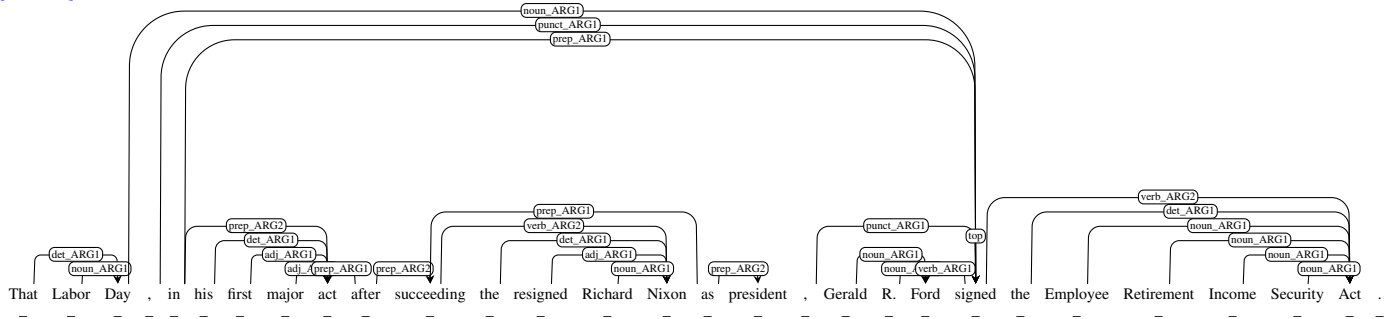 noun_ARG1
punct_ARG1
prep_ARG1
verb_ARG2
prep_ARG1 det_ARG1
prep_ARG2 verb_ARG2 punct_ARG1 noun_ARG1
det_ARG1 det_ARG1 top noun_ARG1
det_ARG1 adj_ARG1 adj_ARG1 noun_ARG1 noun_ARG1
noun_ARG1 prep_ARG1 prep_ARG2 noun_ARG1 prep_ARG2 verb_ARG1 noun_ARG1
That Labor Day , in his first major act after succeeding the resigned Richard Nixon as president , Gerald R. Ford signed the Employee Retirement Income Security Act .